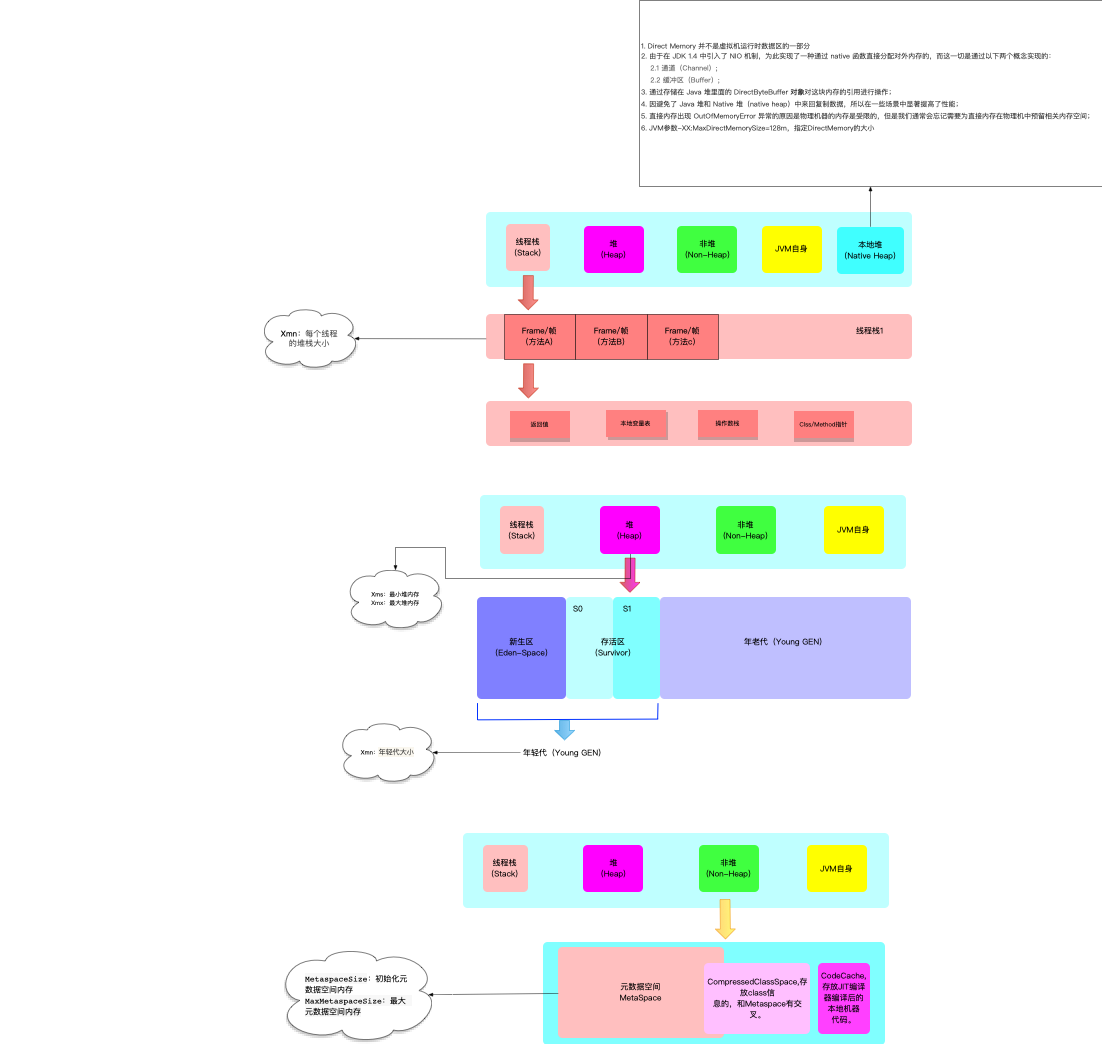 1. Direct Memory 并不是虚拟机运行时数据区的一部分
2. 由于在 JDK 1.4 中引入了 NIO 机制，为此实现了一种通过 native 函数直接分配对外内存的，而这一切是通过以下两个概念实现的：
2.1 通道（Channel）;
2.2 缓冲区（Buffer）;
3. 通过存储在 Java 堆里面的 DirectByteBuffer 对象对这块内存的引用进行操作；
4. 因避免了 Java 堆和 Native 堆（native heap）中来回复制数据，所以在一些场景中显著提高了性能；
5. 直接内存出现 OutOfMemoryError 异常的原因是物理机器的内存是受限的，但是我们通常会忘记需要为直接内存在物理机中预留相关内存空间；
6. JVM参数-XX:MaxDirectMemorySize=128m，指定DirectMemory的大小
线程栈
(Stack)
堆
(Heap)
非堆
(Non-Heap)
JVM自身
本地堆
(Native Heap)
Xmn：每个线程
的堆栈大小
Frame/帧
(方法A)
Frame/帧
(方法B)
Frame/帧
(方法c)
线程栈1
返回值
本地变量表
操作数栈
Clss/Method指针
线程栈
(Stack)
堆
(Heap)
非堆
(Non-Heap)
JVM自身
Xms：最小堆内存
Xmx：最大堆内存
新生区
(Eden-Space)
S0
S1
存活区
(Survivor)
年老代（Young GEN）
Xmn：年轻代大小
年轻代（Young GEN）
线程栈
(Stack)
堆
(Heap)
非堆
(Non-Heap)
JVM自身
MetaspaceSize：初始化元
数据空间内存
MaxMetaspaceSize：最大
元数据空间内存
元数据空间
MetaSpace
CompressedClassSpace,存
放class信
息的，和Metaspace有交
叉。
CodeCache,
存放JIT编译
器编译后的
本地机器
代码。